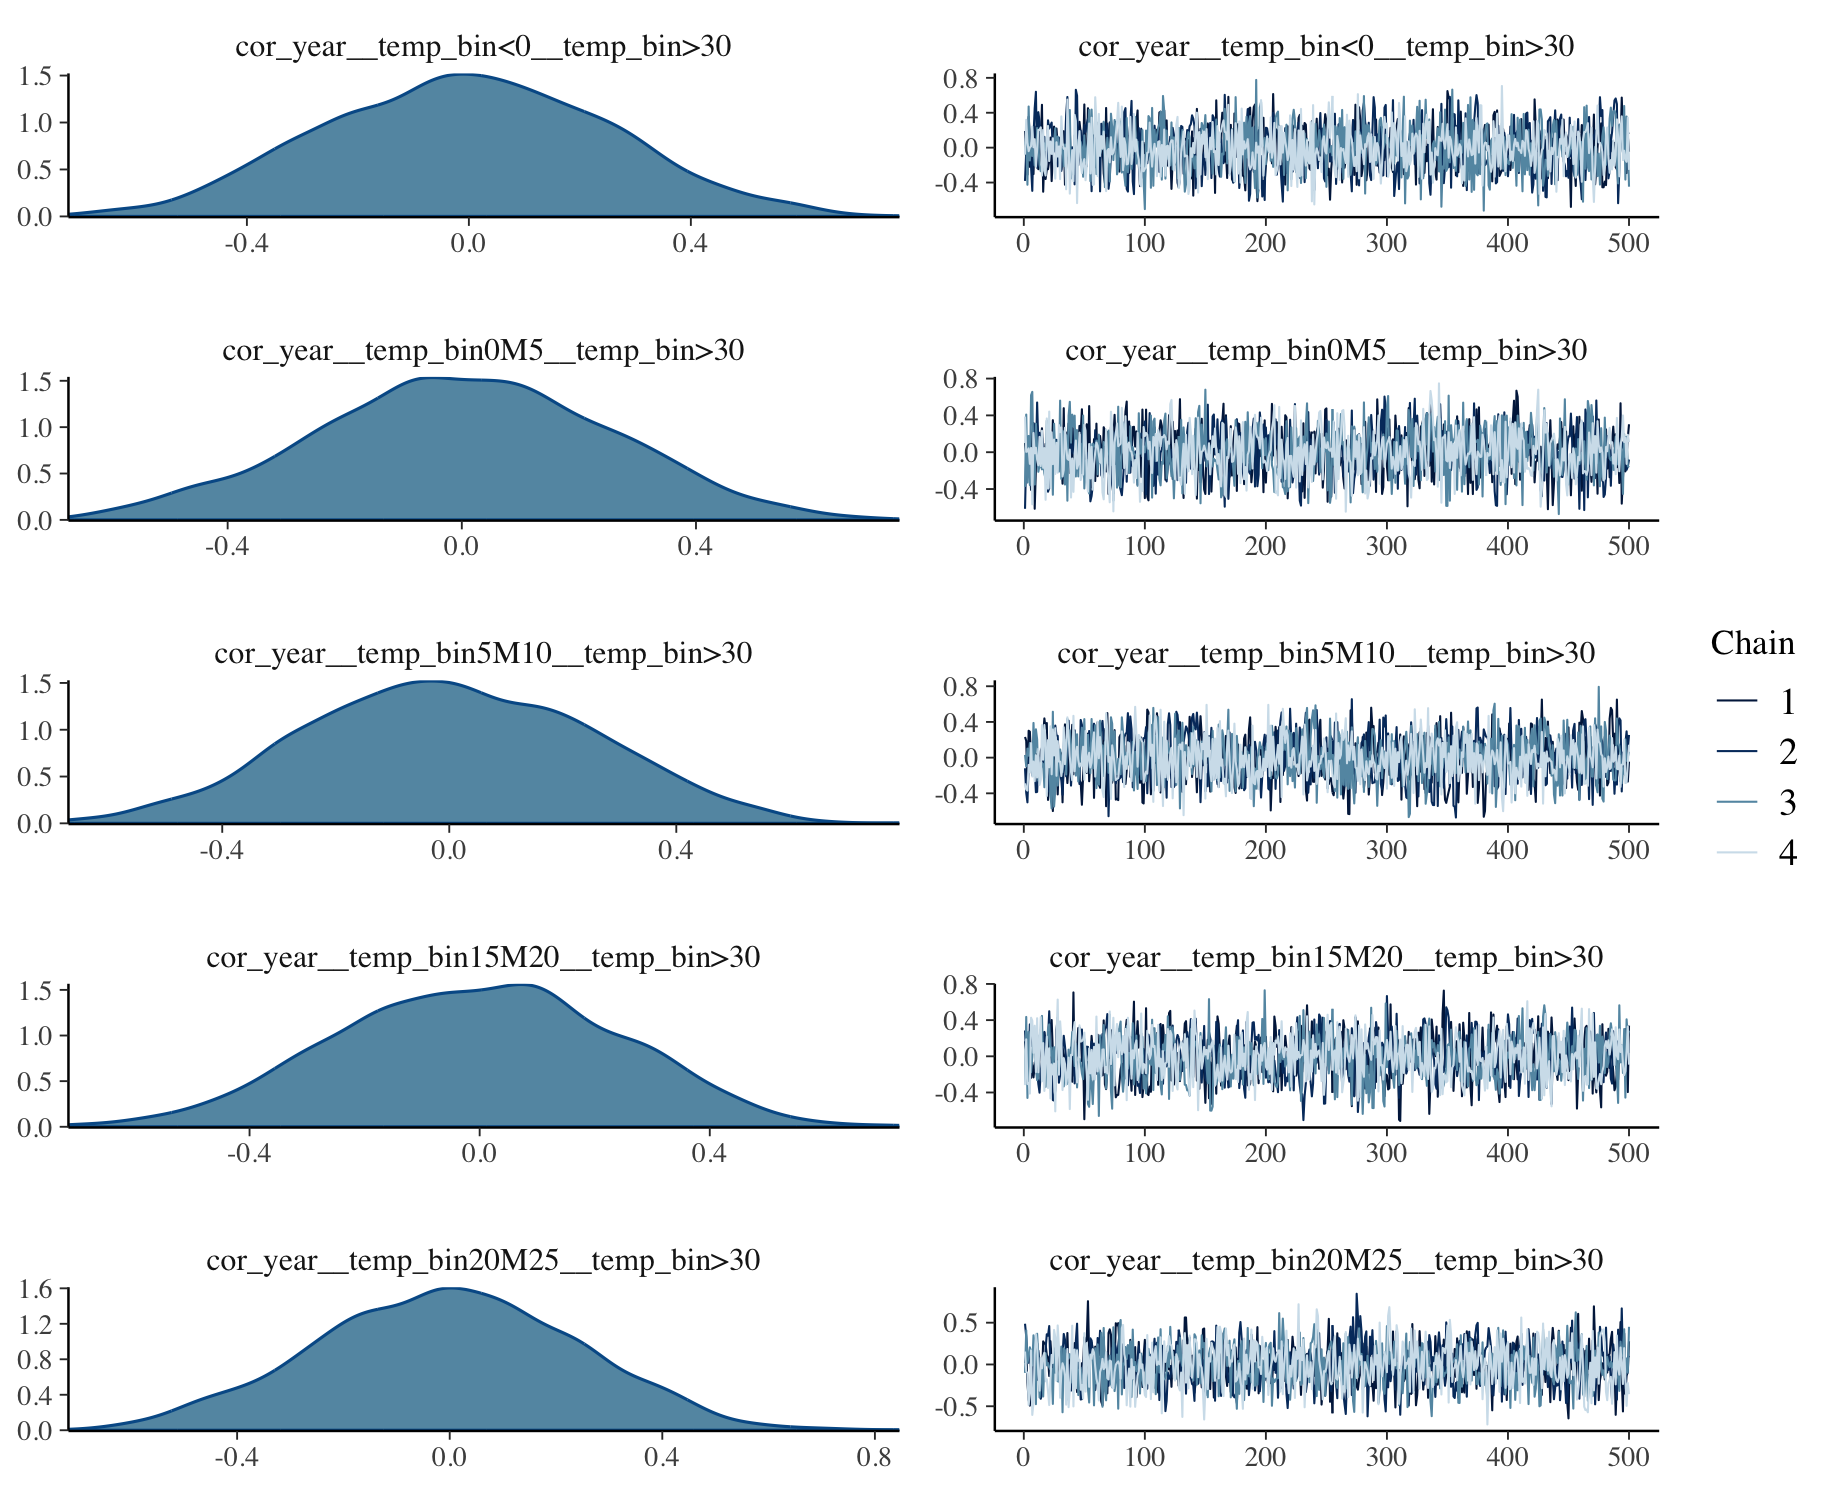 cor_year__temp_bin<0__temp_bin>30
cor_year__temp_bin<0__temp_bin>30
1.5
1.0
0.5
0.0
-0.4 0.0 0.4
0.8
0.4
0.0
-0.4
0 100 200 300 400 500
cor_year__temp_bin0M5__temp_bin>30
cor_year__temp_bin0M5__temp_bin>30
1.5
1.0
0.5
0.0
-0.4 0.0 0.4
0.8
0.4
0.0
-0.4
0 100 200 300 400 500
cor_year__temp_bin5M10__temp_bin>30
cor_year__temp_bin5M10__temp_bin>30
1.5
1.0
0.5
0.0
-0.4 0.0 0.4
0.8
0.4
0.0
-0.4
0 100 200 300 400 500
Chain
1
2
3
4
cor_year__temp_bin15M20__temp_bin>30
cor_year__temp_bin15M20__temp_bin>30
1.5
1.0
0.5
0.0
-0.4 0.0 0.4
0.8
0.4
0.0
-0.4
0 100 200 300 400 500
cor_year__temp_bin20M25__temp_bin>30
cor_year__temp_bin20M25__temp_bin>30
1.6
1.2
0.8
0.4
0.0
-0.4 0.0 0.4 0.8
0.5
0.0
-0.5
0 100 200 300 400 500